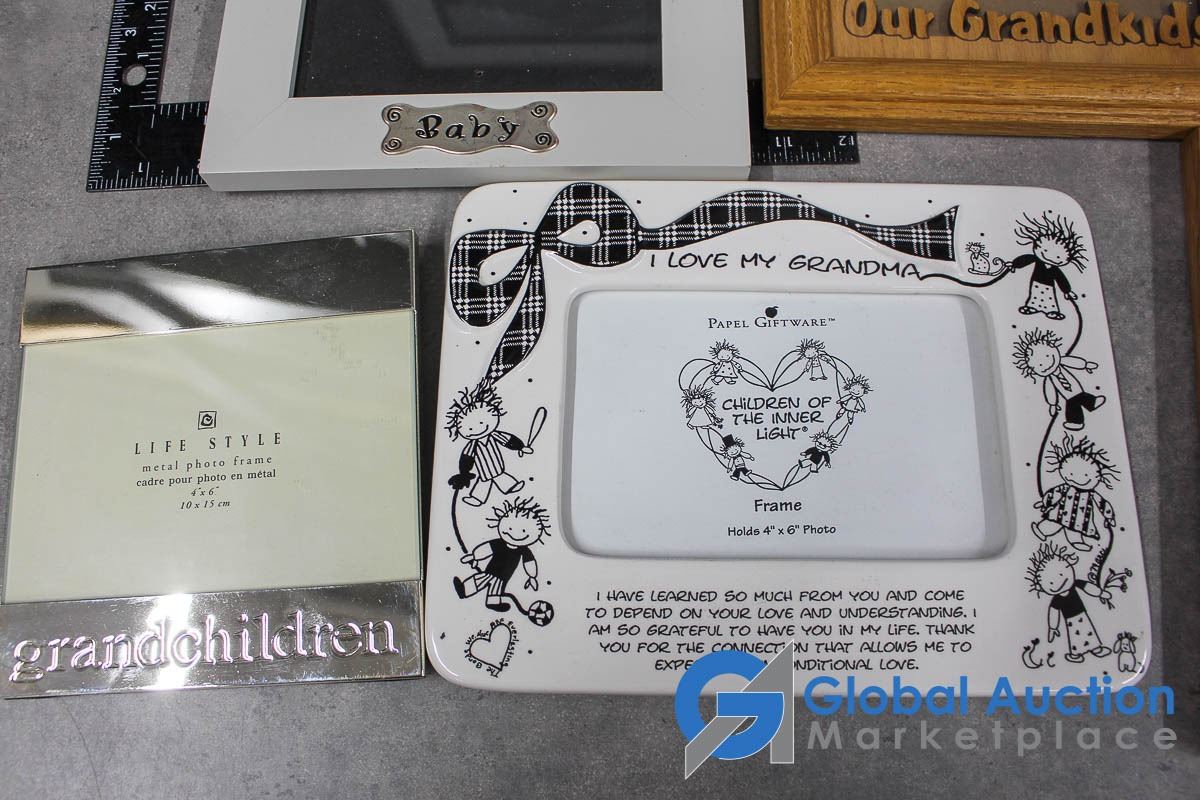 Our Grandkids
Baby
I LOVE MY GRANDMA
PAPEL GIFTWARE™
CHILDREN OF
THE INNER
LIGHT®
Frame
Holds 4" x 6" Photo
LIFE STYLE
metal photo frame
cadre pour photo en métal
4" x 6"
10 x 15 cm
grandchildren
I HAVE LEARNED SO MUCH FROM YOU AND COME
TO DEPEND ON YOUR LOVE AND UNDERSTANDING. I
AM SO GRATEFUL TO HAVE YOU IN MY LIFE. THANK
YOU FOR THE CONNECTION THAT ALLOWS ME TO
LOVE.
Global Auction
Marketplace